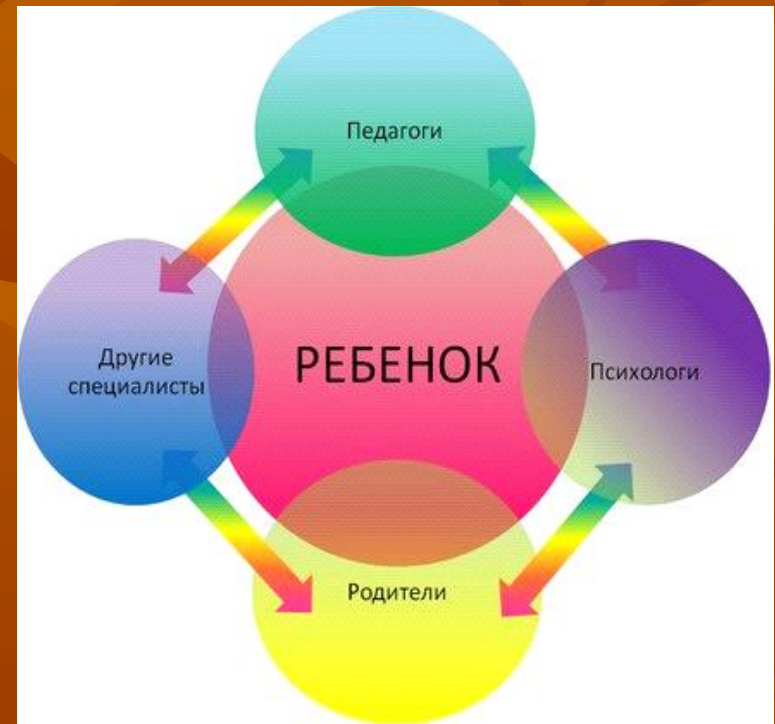 Педагоги
Другие
специалисты
РЕБЕНОК
Психологи
Родители